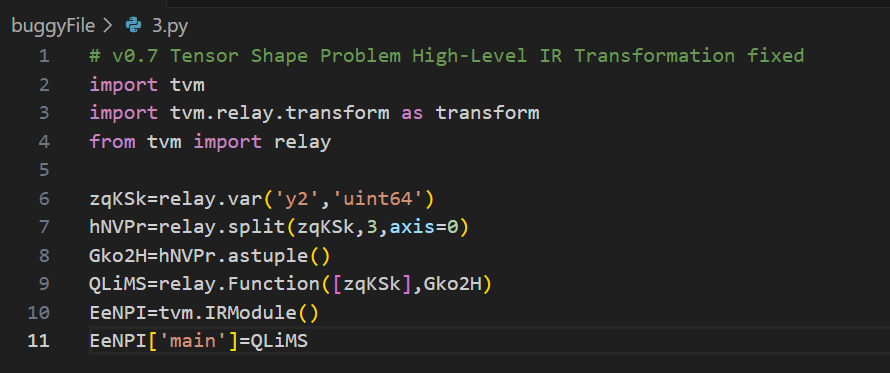 buggyFile > 3.py
1 # v0.7 Tensor Shape Problem High-Level IR Transformation fixed
2 import tvm
3 import tvm.relay.transform as transform
4 from tvm import relay
5
6 zqKSk=relay.var('y2','uint64')
7 hNVPr=relay.split(zqKSk,3,axis=0)
8 Gko2H=hNVPr.astuple()
9 QLiMS=relay.Function([zqKSk],Gko2H)
10 EeNPI=tvm.IRModule()
11 EeNPI['main']=QLiMS